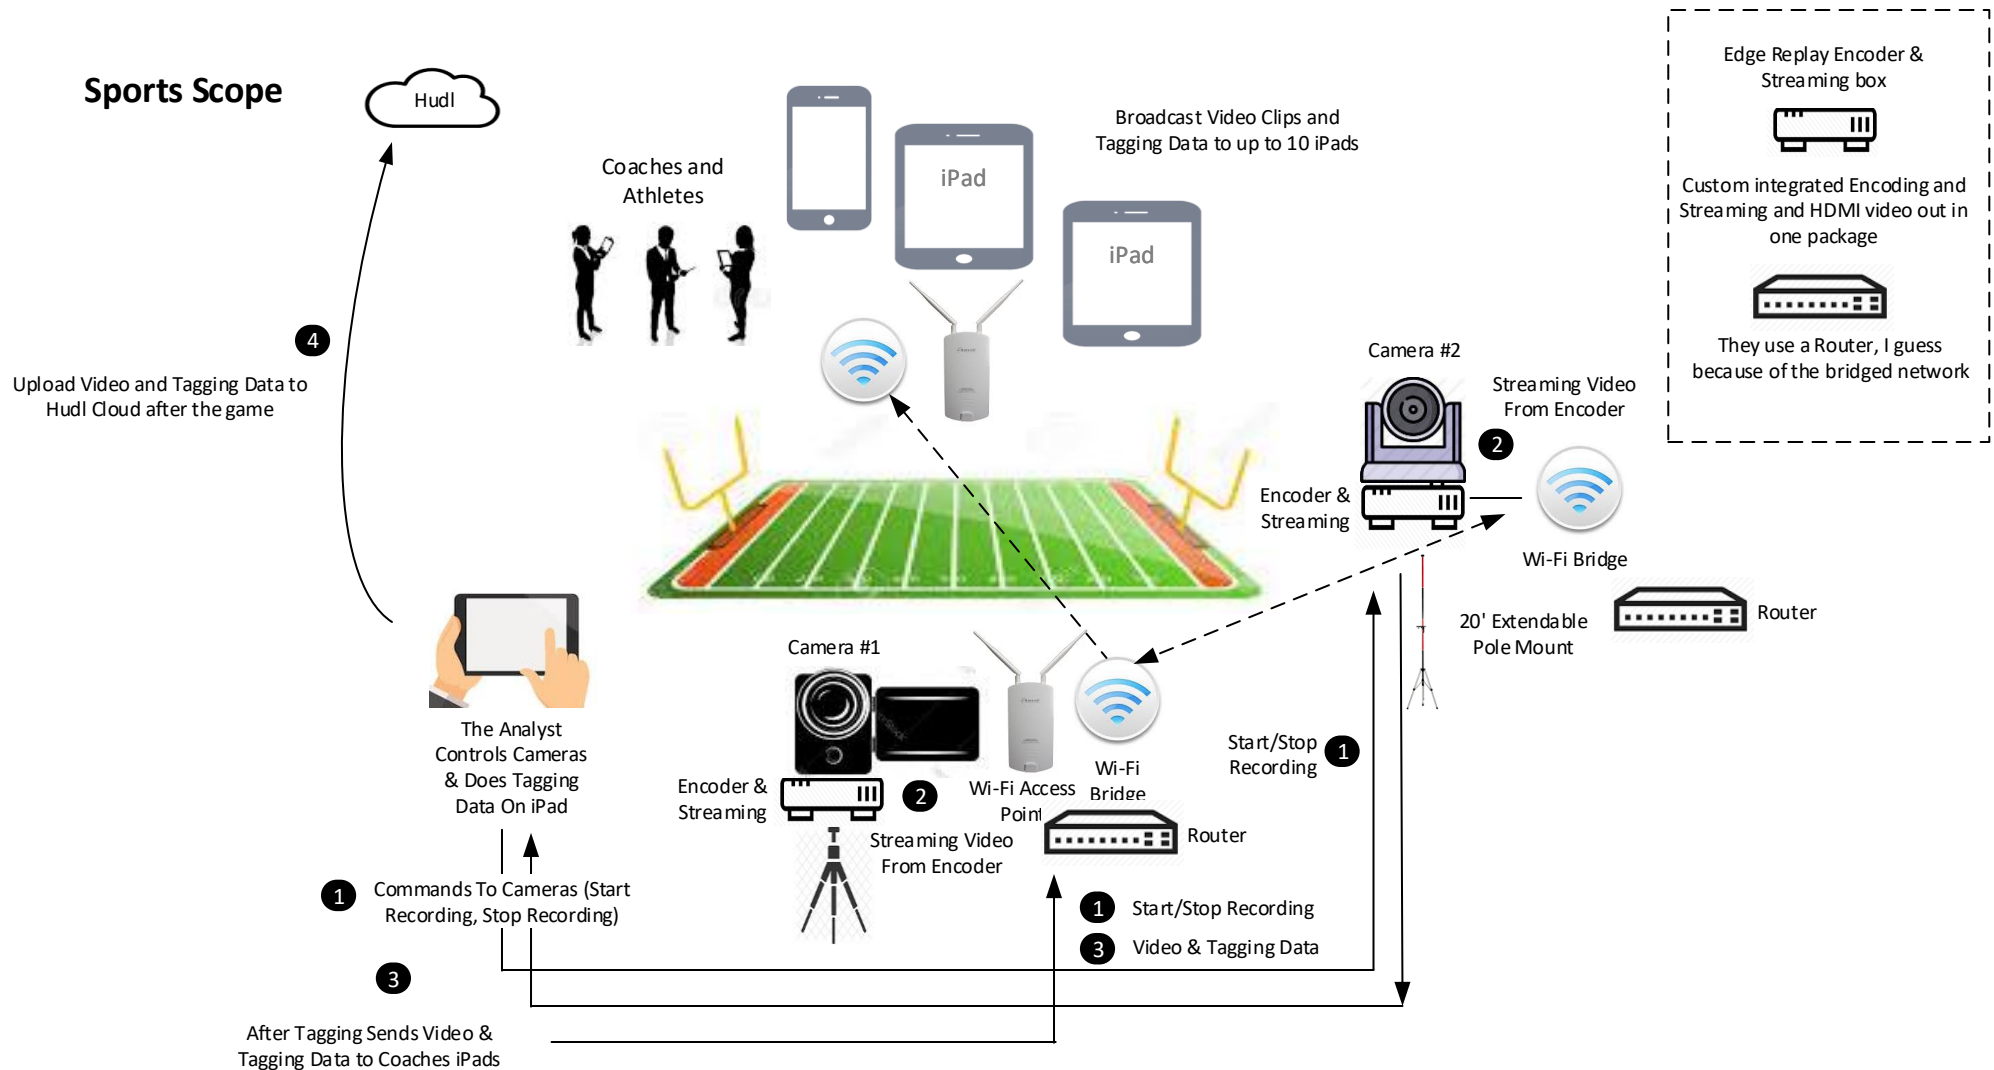 Sports Scope
Hudl
Coaches and
Athletes
iPad
iPad
Broadcast Video Clips and
Tagging Data to up to 10 iPads
Edge Replay Encoder &
Streaming box
Custom integrated Encoding and
Streaming and HDMI video out in
one package
They use a Router, I guess
because of the bridged network
4
Upload Video and Tagging Data to
Hudl Cloud after the game
Camera #2
Streaming Video
From Encoder
2
Encoder &
Streaming
Wi-Fi Bridge
20' Extendable
Pole Mount
Router
Camera #1
The Analyst
Controls Cameras
& Does Tagging
Data On iPad
Encoder &
Streaming
2
Streaming Video
From Encoder
Wi-Fi Access
Point
Wi-Fi
Bridge
Router
Start/Stop
Recording
1
1
Commands To Cameras (Start
Recording, Stop Recording)
1
Start/Stop Recording
3
Video & Tagging Data
3
After Tagging Sends Video &
Tagging Data to Coaches iPads